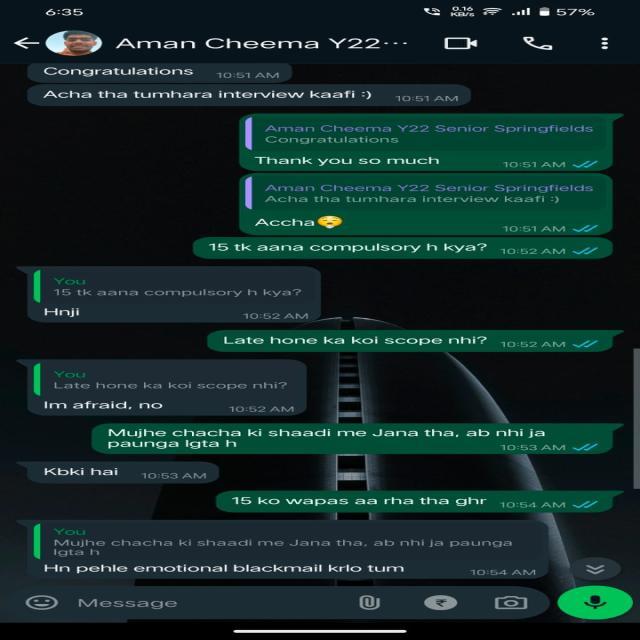 6:35
0.16
KB/s
57%
Aman Cheema Y22...
Congratulations 10:51 AM
Acha tha tumhara interview kaafi :) 10:51 AM
Aman Cheema Y22 Senior Springfields
Congratulations
Thank you so much 10:51 AM
Aman Cheema Y22 Senior Springfields
Acha tha tumhara interview kaafi :)
Accha😮‍💨 10:51 AM
15 tk aana compulsory h kya? 10:52 AM
You
15 tk aana compulsory h kya?
Hnji 10:52 AM
Late hone ka koi scope nhi? 10:52 AM
You
Late hone ka koi scope nhi?
Im afraid, no 10:52 AM
Mujhe chacha ki shaadi me Jana tha, ab nhi ja
paunga lgta h 10:53 AM
Kbki hai 10:53 AM
15 ko wapas aa rha tha ghr 10:54 AM
You
Mujhe chacha ki shaadi me Jana tha, ab nhi ja paunga
lgta h
Hn pehle emotional blackmail krlo tum 10:54 AM
Message